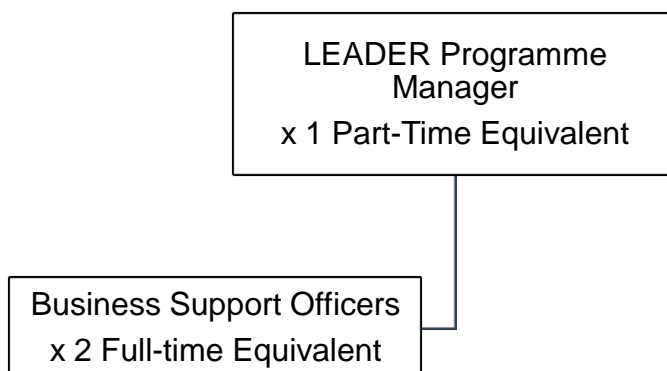 LEADER Programme
Manager
x 1 Part-Time Equivalent
Business Support Officers
x 2 Full-time Equivalent